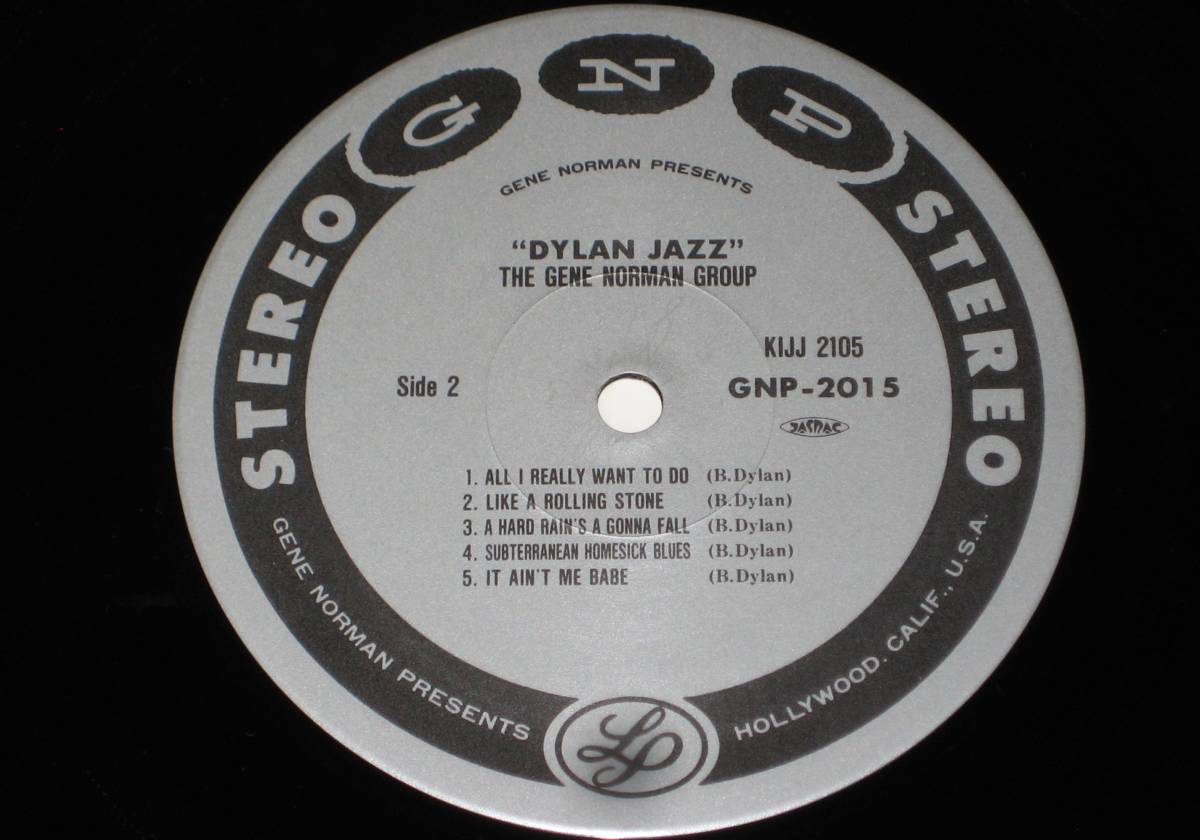 G N P
GENE NORMAN PRESENTS
STEREO
STEREO
“DYLAN JAZZ”
THE GENE NORMAN GROUP
KIJJ 2105
Side 2
GNP-2015
JASRAC
1. ALL I REALLY WANT TO DO (B.Dylan)
2. LIKE A ROLLING STONE (B.Dylan)
3. A HARD RAIN'S A GONNA FALL (B.Dylan)
4. SUBTERRANEAN HOMESICK BLUES (B.Dylan)
5. IT AIN'T ME BABE (B.Dylan)
GENE NORMAN PRESENTS
HOLLYWOOD. CALIF., U.S.A.
LP